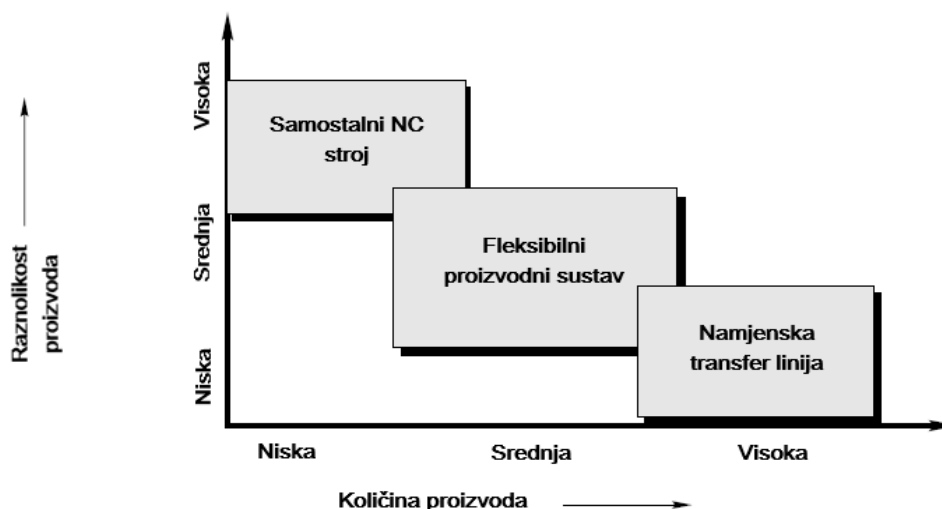 Visoka
Samostalni NC
stroj
Srednja
Fleksibilni
proizvodni sustav
Raznolikost
proizvoda
Namjenska
transfer linija
Niska
Niska
Srednja
Visoka
Količina proizvoda